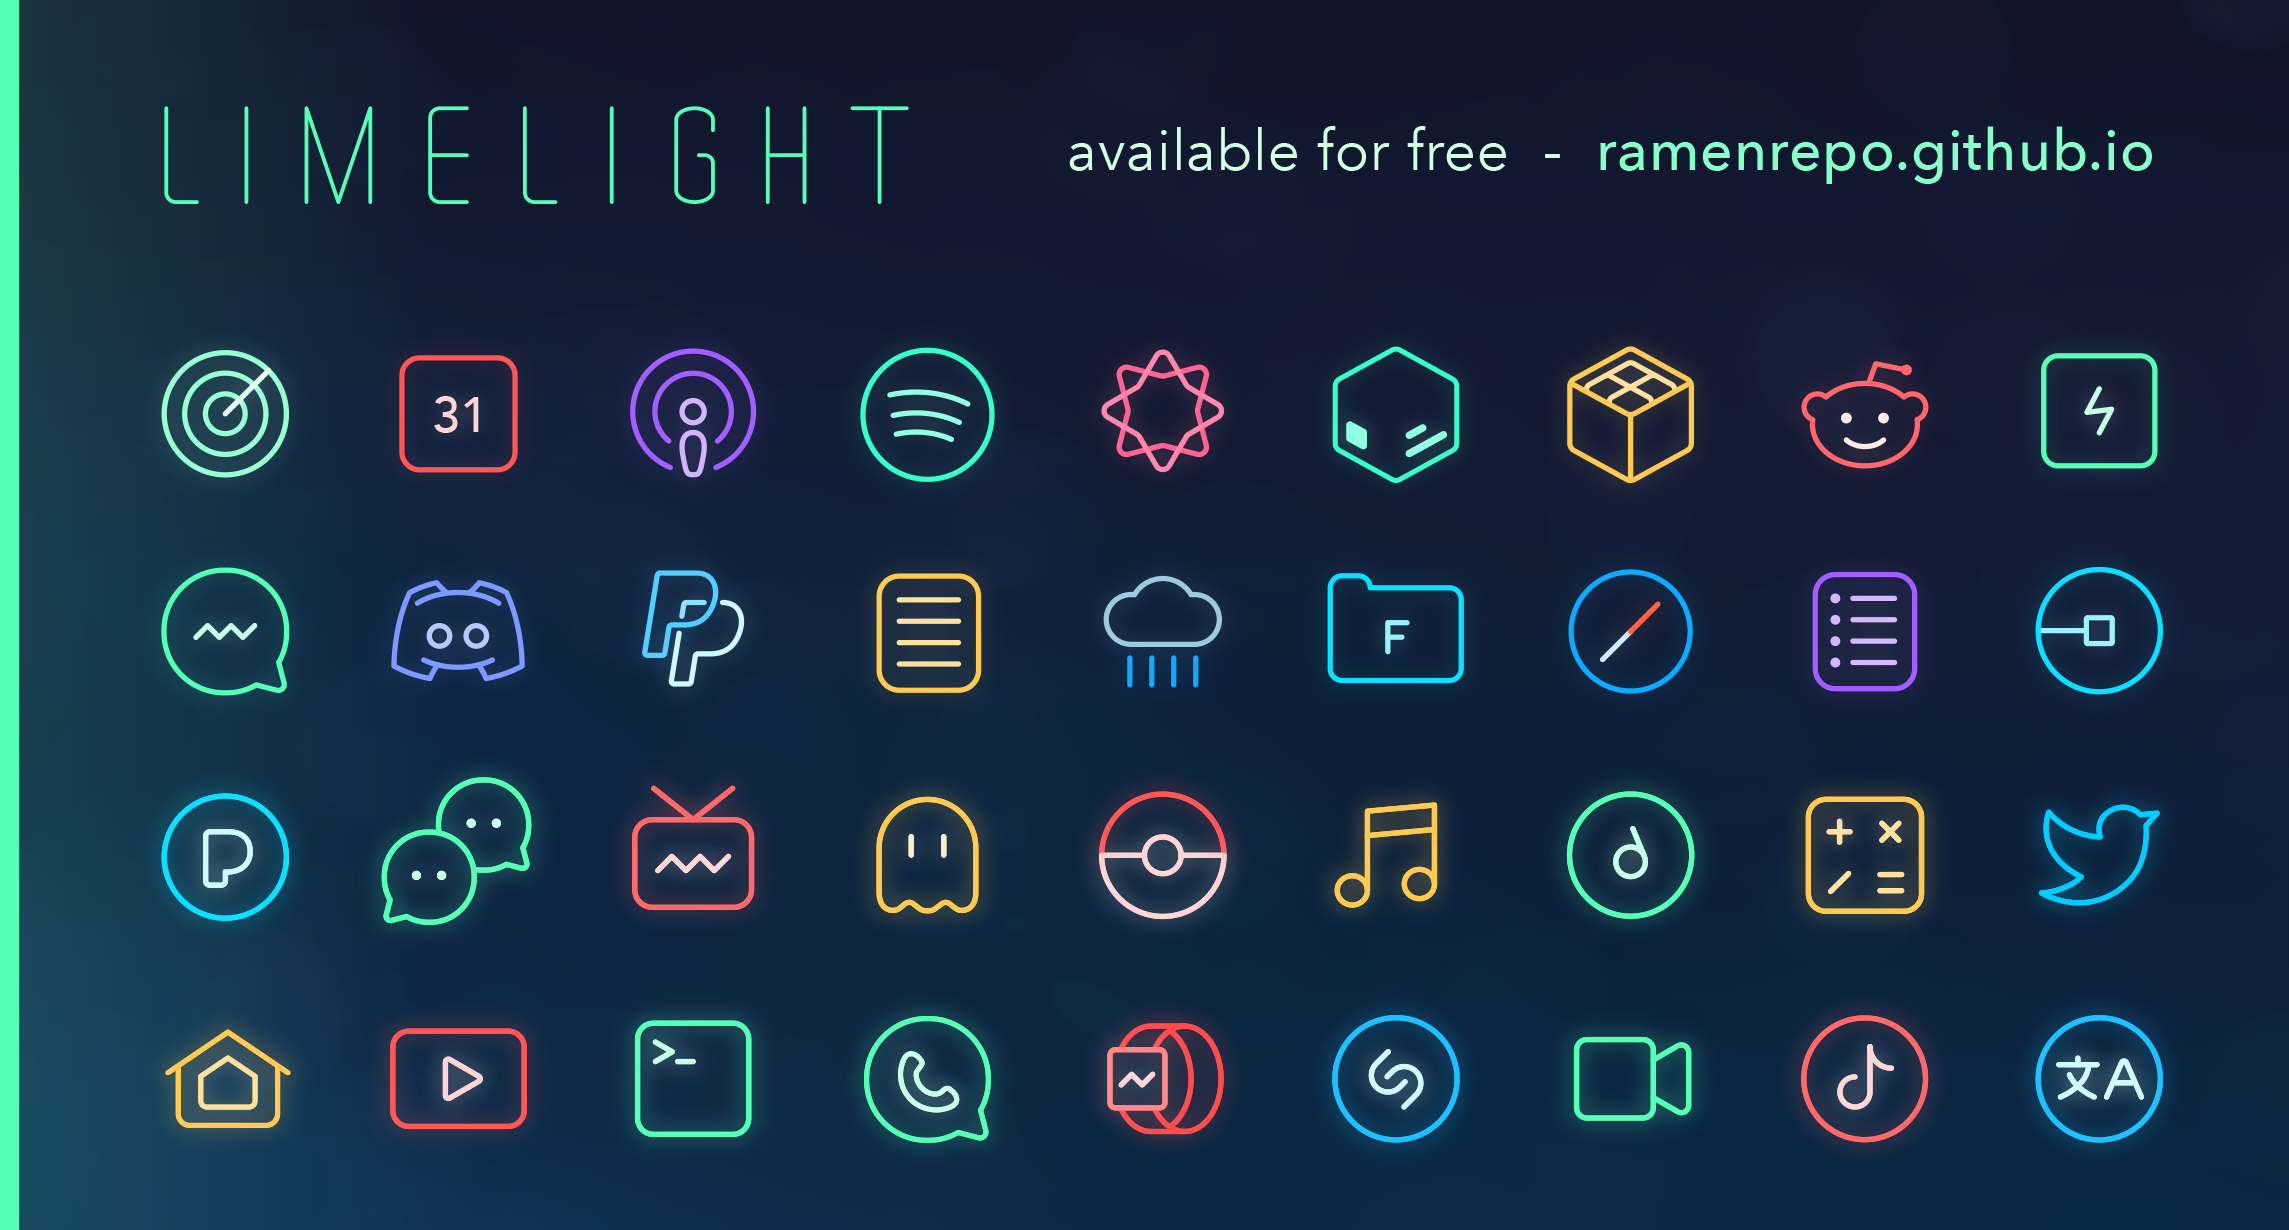 LIMELIGHT
available for free - ramenrepo.github.io
31
F
P
>_
文A